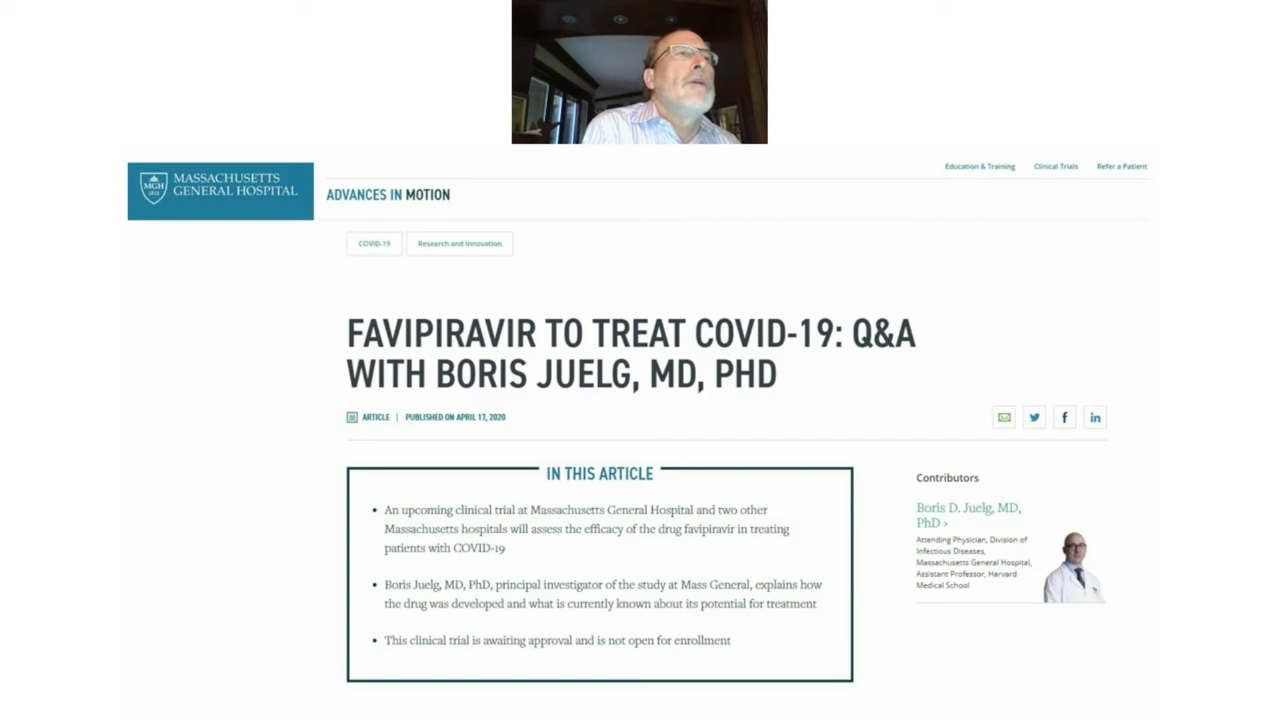 MASSACHUSETTS
GENERAL HOSPITAL
MGH
1811
Education & Training
Clinical Trials
Refer a Patient
ADVANCES IN MOTION
COVID-19
Research and Innovation
FAVIPIRAVIR TO TREAT COVID-19: Q&A
WITH BORIS JUELG, MD, PHD
ARTICLE | PUBLISHED ON APRIL 17, 2020
f
in
IN THIS ARTICLE
• An upcoming clinical trial at Massachusetts General Hospital and two other
Massachusetts hospitals will assess the efficacy of the drug favipiravir in treating
patients with COVID-19
• Boris Juelg, MD, PhD, principal investigator of the study at Mass General, explains how
the drug was developed and what is currently known about its potential for treatment
• This clinical trial is awaiting approval and is not open for enrollment
Contributors
Boris D. Juelg, MD,
PhD ›
Attending Physician, Division of
Infectious Diseases,
Massachusetts General Hospital,
Assistant Professor, Harvard
Medical School